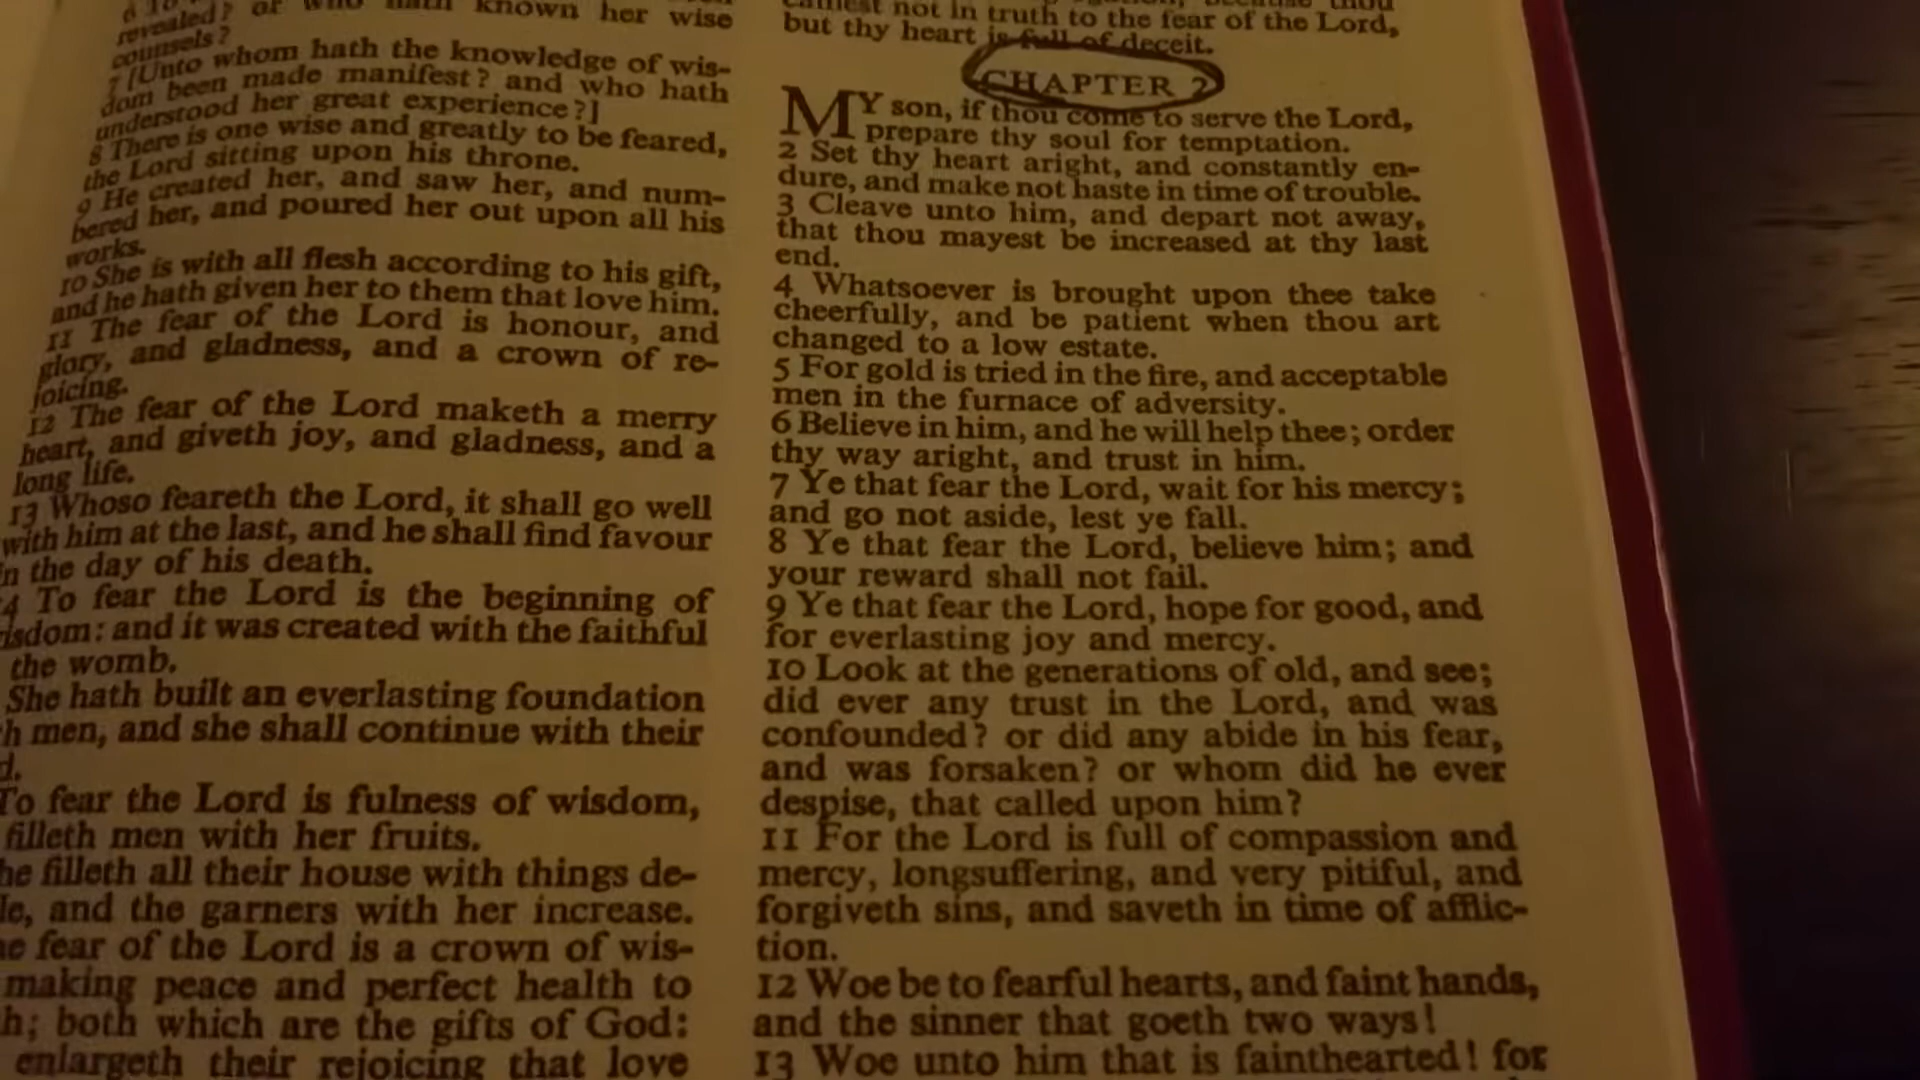 revealed? or who hath known her wise
counsels?
7 [Unto whom hath the knowledge of wis-
dom been made manifest? and who hath
understood her great experience?]
8 There is one wise and greatly to be feared,
the Lord sitting upon his throne.
9 He created her, and saw her, and num-
bered her, and poured her out upon all his
works.
10 She is with all flesh according to his gift,
and he hath given her to them that love him.
11 The fear of the Lord is honour, and
glory, and gladness, and a crown of re-
joicing.
12 The fear of the Lord maketh a merry
heart, and giveth joy, and gladness, and a
long life.
13 Whoso feareth the Lord, it shall go well
with him at the last, and he shall find favour
n the day of his death.
4 To fear the Lord is the beginning of
isdom: and it was created with the faithful
the womb.
She hath built an everlasting foundation
h men, and she shall continue with their
d.
To fear the Lord is fulness of wisdom,
filleth men with her fruits.
he filleth all their house with things de-
le, and the garners with her increase.
he fear of the Lord is a crown of wis-
making peace and perfect health to
h; both which are the gifts of God:
enlargeth their rejoicing that love
not in truth to the fear of the Lord,
but thy heart is full of deceit.
CHAPTER 2
MY son, if thou come to serve the Lord,
prepare thy soul for temptation.
2 Set thy heart aright, and constantly en-
dure, and make not haste in time of trouble.
3 Cleave unto him, and depart not away,
that thou mayest be increased at thy last
end.
4 Whatsoever is brought upon thee take
cheerfully, and be patient when thou art
changed to a low estate.
5 For gold is tried in the fire, and acceptable
men in the furnace of adversity.
6 Believe in him, and he will help thee; order
thy way aright, and trust in him.
7 Ye that fear the Lord, wait for his mercy;
and go not aside, lest ye fall.
8 Ye that fear the Lord, believe him; and
your reward shall not fail.
9 Ye that fear the Lord, hope for good, and
for everlasting joy and mercy.
10 Look at the generations of old, and see;
did ever any trust in the Lord, and was
confounded? or did any abide in his fear,
and was forsaken? or whom did he ever
despise, that called upon him?
11 For the Lord is full of compassion and
mercy, longsuffering, and very pitiful, and
forgiveth sins, and saveth in time of afflic-
tion.
12 Woe be to fearful hearts, and faint hands,
and the sinner that goeth two ways!
13 Woe unto him that is fainthearted! for